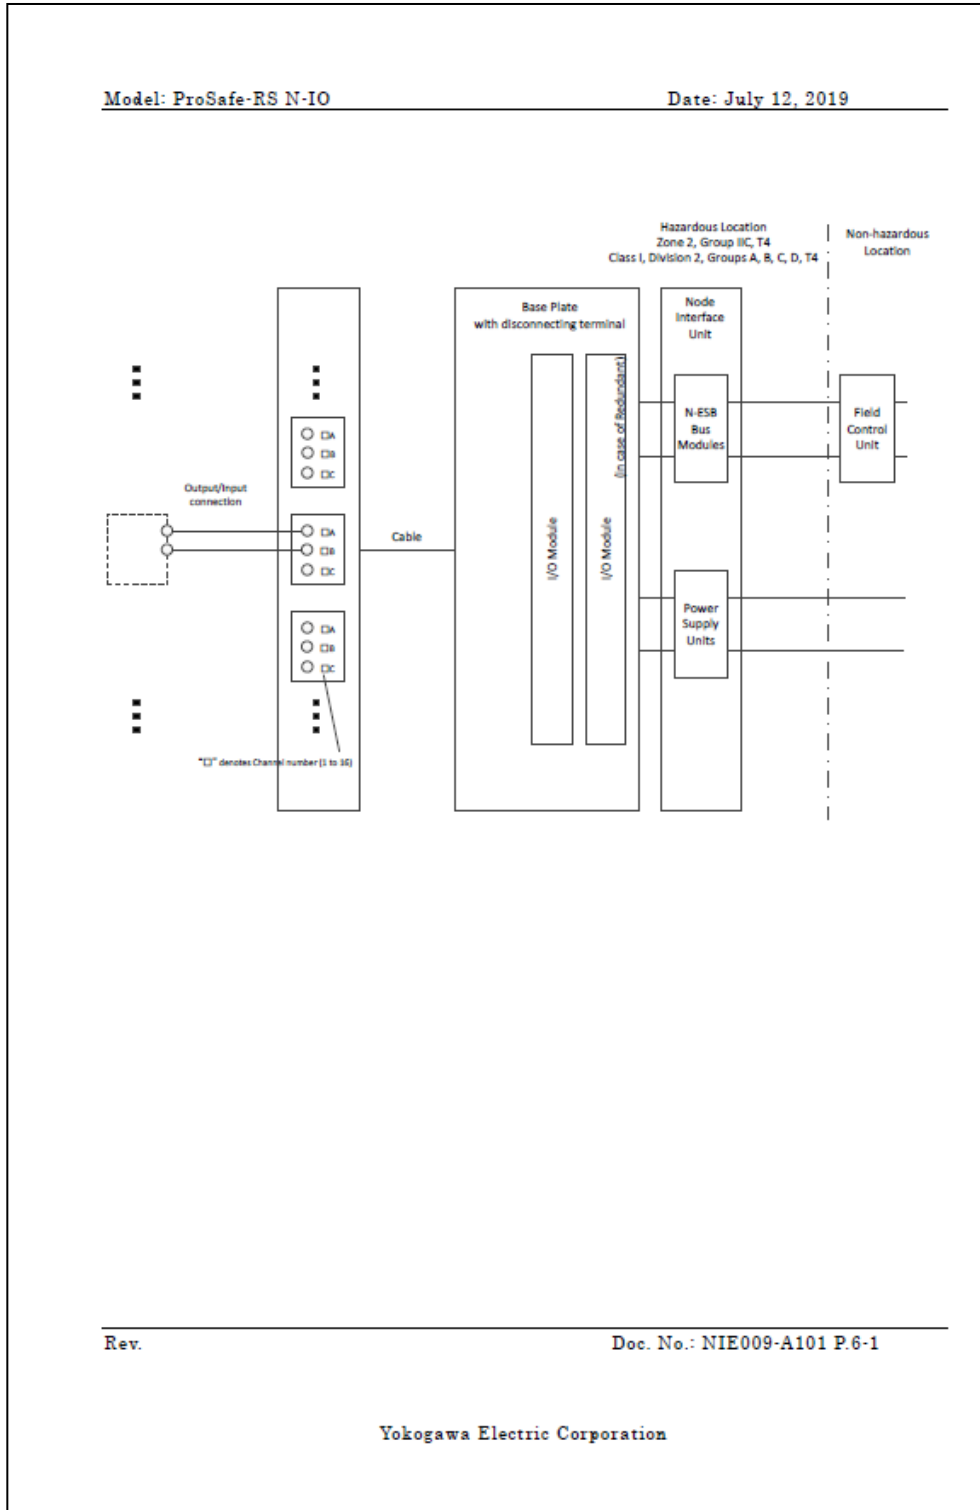 Model: ProSafe-RS N-IO
Date: July 12, 2019
Hazardous Location
Zone 2, Group IIC, T4
Class I, Division 2, Groups A, B, C, D, T4
Non-hazardous
Location
Base Plate
with disconnecting terminal
Node
Interface
Unit
(in case of Redundant)
I/O Module
I/O Module
N-ESB
Bus
Modules
Field
Control
Unit
□A
□B
□C
Output/Input
connection
□A
□B
□C
Cable
□A
□B
□C
Power
Supply
Units
"□" denotes Channel number (1 to 16)
Rev.
Doc. No.: NIE009-A101 P.6-1
Yokogawa Electric Corporation